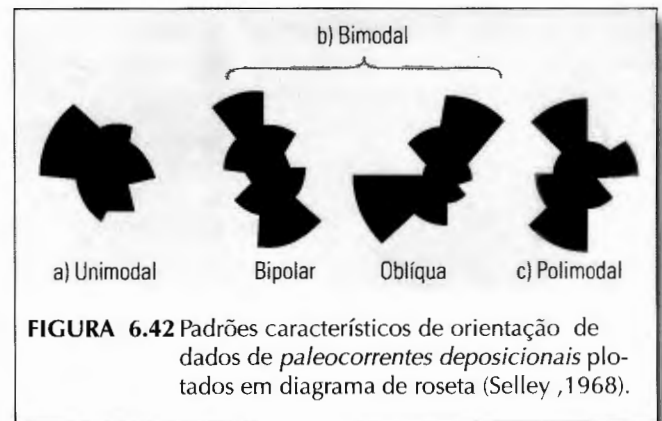 b) Bimodal
a) Unimodal Bipolar Oblíqua c) Polimodal
FIGURA 6.42 Padrões característicos de orientação de
dados de paleocorrentes deposicionais plo-
tados em diagrama de roseta (Selley ,1968).